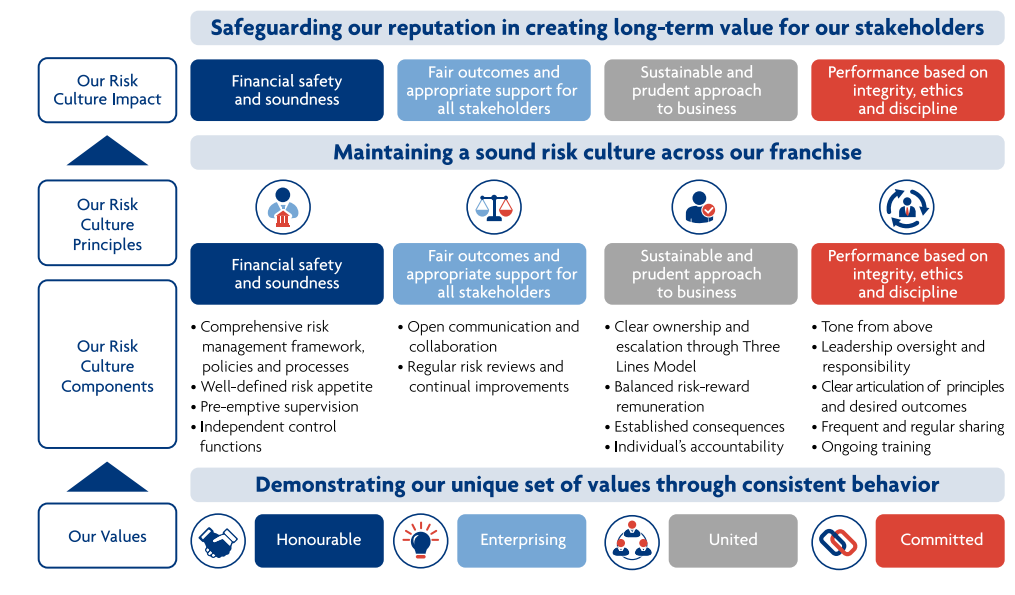 Safeguarding our reputation in creating long-term value for our stakeholders
Our Risk
Culture Impact
Financial safety
and soundness
Fair outcomes and
appropriate support for
all stakeholders
Sustainable and
prudent approach
to business
Performance based on
integrity, ethics
and discipline
Maintaining a sound risk culture across our franchise
Our Risk
Culture
Principles
Financial safety
and soundness
Fair outcomes and
appropriate support for
all stakeholders
Sustainable and
prudent approach
to business
Performance based on
integrity, ethics
and discipline
Our Risk
Culture
Components
• Comprehensive risk
management framework,
policies and processes
• Well-defined risk appetite
• Pre-emptive supervision
• Independent control
functions
• Open communication and
collaboration
• Regular risk reviews and
continual improvements
• Clear ownership and
escalation through Three
Lines Model
• Balanced risk-reward
remuneration
• Established consequences
• Individual’s accountability
• Tone from above
• Leadership oversight and
responsibility
• Clear articulation of principles
and desired outcomes
• Frequent and regular sharing
• Ongoing training
Demonstrating our unique set of values through consistent behavior
Our Values
Honourable
Enterprising
United
Committed